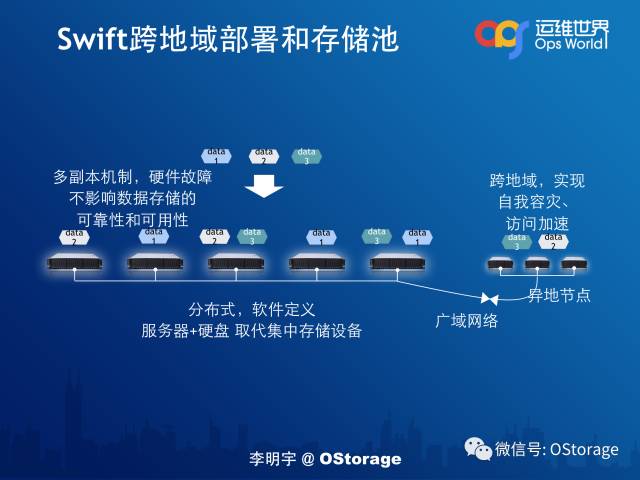 Swift跨地域部署和存储池
运维世界
Ops World
data
1
data
2
data
3
多副本机制，硬件故障
不影响数据存储的
可靠性和可用性
跨地域，实现
自我容灾、
访问加速
data
2
data
1
data
2
data
3
data
1
data
3
data
1
data
3
data
2
异地节点
分布式，软件定义
服务器+硬盘 取代集中存储设备
广域网络
微信号: OStorage
李明宇 @ OStorage